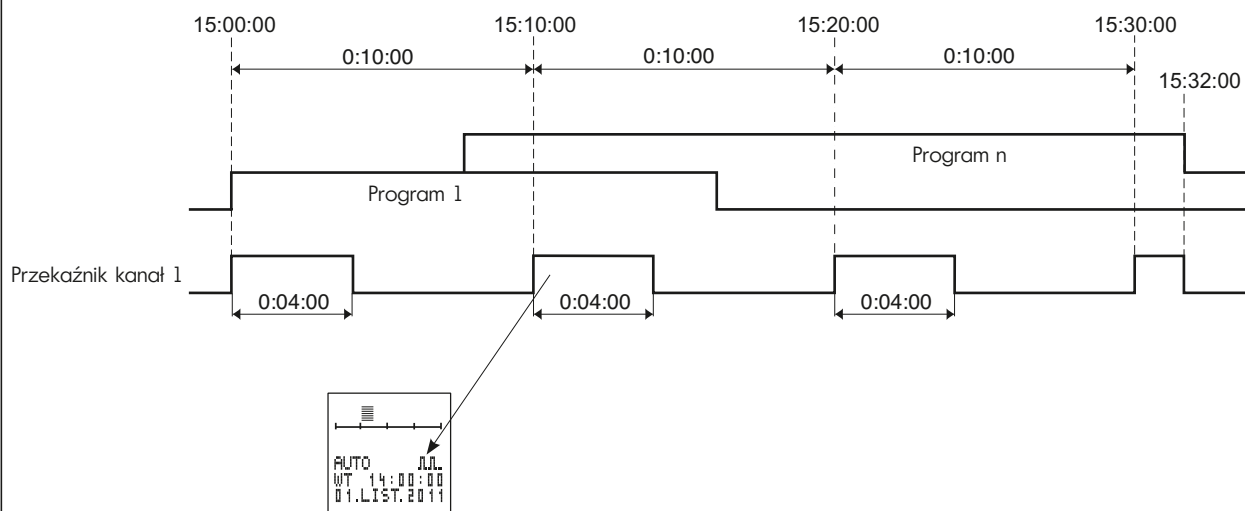 15:00:00 15:10:00 15:20:00 15:30:00
0:10:00 0:10:00 0:10:00
15:32:00
Program n
Program 1
Przekaźnik kanał 1
0:04:00 0:04:00 0:04:00
AUTO
WT 14:00:00
01.LIST.2011